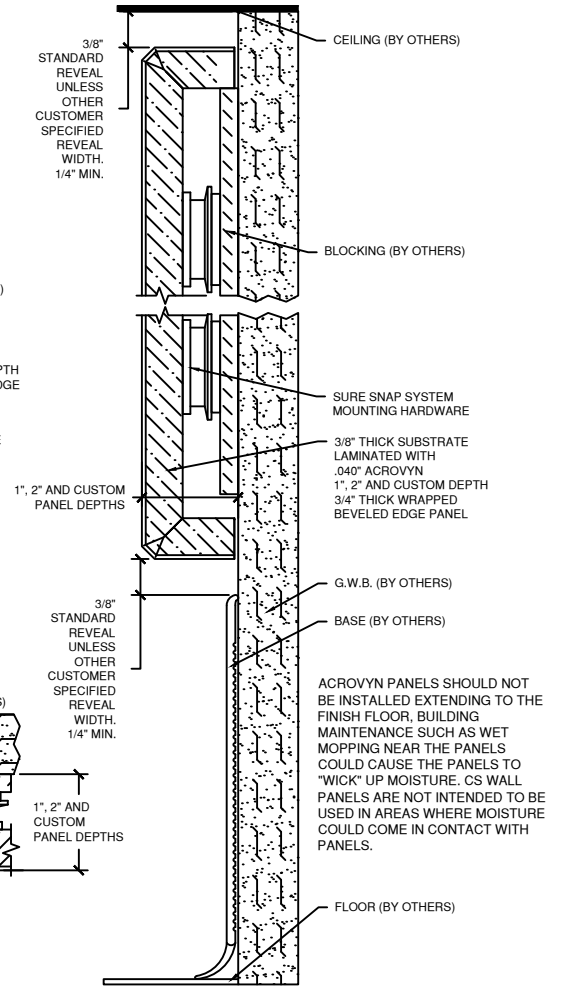 CEILING (BY OTHERS)
3/8"
STANDARD
REVEAL
UNLESS
OTHER
CUSTOMER
SPECIFIED
REVEAL
WIDTH.
1/4" MIN.
BLOCKING (BY OTHERS)
SURE SNAP SYSTEM
MOUNTING HARDWARE
3/8" THICK SUBSTRATE
LAMINATED WITH
.040" ACROVYN
1", 2" AND CUSTOM DEPTH
3/4" THICK WRAPPED
BEVELED EDGE PANEL
1", 2" AND CUSTOM
PANEL DEPTHS
G.W.B. (BY OTHERS)
3/8"
STANDARD
REVEAL
UNLESS
OTHER
CUSTOMER
SPECIFIED
REVEAL
WIDTH.
1/4" MIN.
BASE (BY OTHERS)
ACROVYN PANELS SHOULD NOT
BE INSTALLED EXTENDING TO THE
FINISH FLOOR, BUILDING
MAINTENANCE SUCH AS WET
MOPPING NEAR THE PANELS
COULD CAUSE THE PANELS TO
"WICK" UP MOISTURE. CS WALL
PANELS ARE NOT INTENDED TO BE
USED IN AREAS WHERE MOISTURE
COULD COME IN CONTACT WITH
PANELS.
1", 2" AND
CUSTOM
PANEL DEPTHS
FLOOR (BY OTHERS)